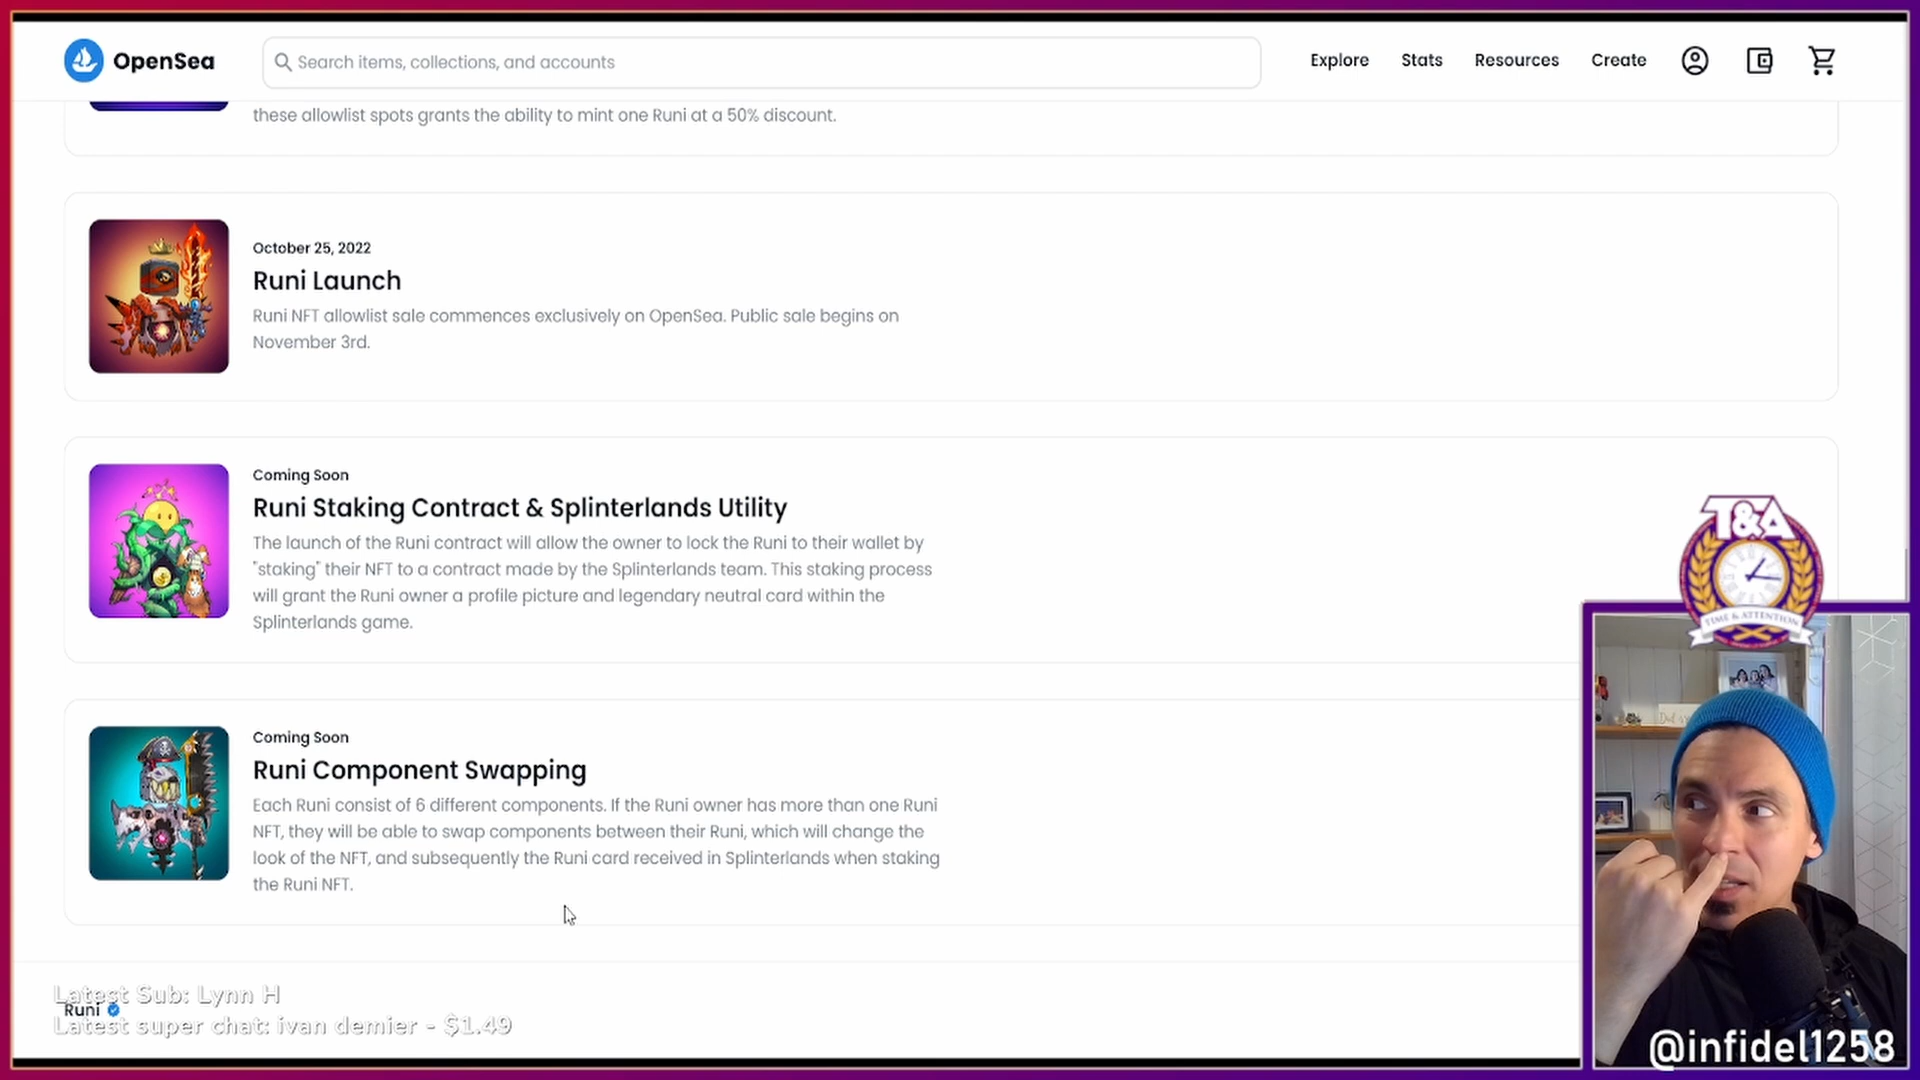 OpenSea
Search items, collections, and accounts
Explore
Stats
Resources
Create
these allowlist spots grants the ability to mint one Runi at a 50% discount.
October 25, 2022
Runi Launch
Runi NFT allowlist sale commences exclusively on OpenSea. Public sale begins on
November 3rd.
Coming Soon
Runi Staking Contract & Splinterlands Utility
The launch of the Runi contract will allow the owner to lock the Runi to their wallet by
"staking" their NFT to a contract made by the Splinterlands team. This staking process
will grant the Runi owner a profile picture and legendary neutral card within the
Splinterlands game.
T&A
TIME & ATTENTION
Coming Soon
Runi Component Swapping
Each Runi consist of 6 different components. If the Runi owner has more than one Runi
NFT, they will be able to swap components between their Runi, which will change the
look of the NFT, and subsequently the Runi card received in Splinterlands when staking
the Runi NFT.
Latest Sub: Lynn H
Runi
Latest super chat: ivan demier - $1.49
@infidel1258